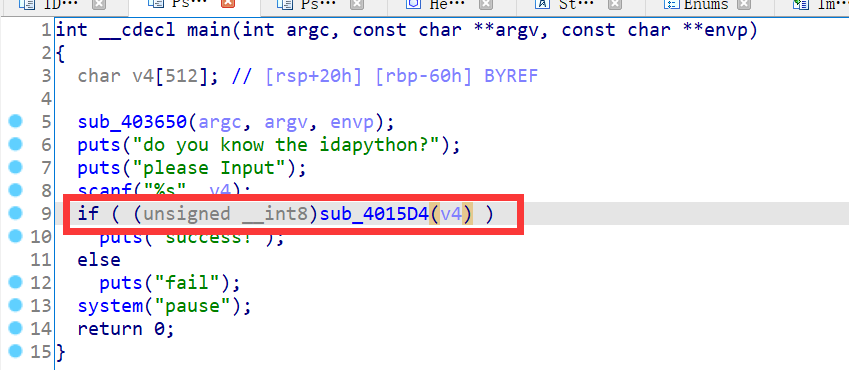 ID… Ps… Ps… He… St… Enums Im…
1 int __cdecl main(int argc, const char **argv, const char **envp)
2 {
3 char v4[512]; // [rsp+20h] [rbp-60h] BYREF
4
5 sub_403650(argc, argv, envp);
6 puts("do you know the idapython?");
7 puts("please Input");
8 scanf("%s", v4);
9 if ( (unsigned __int8)sub_4015D4(v4) )
10 puts("success!");
11 else
12 puts("fail");
13 system("pause");
14 return 0;
15 }